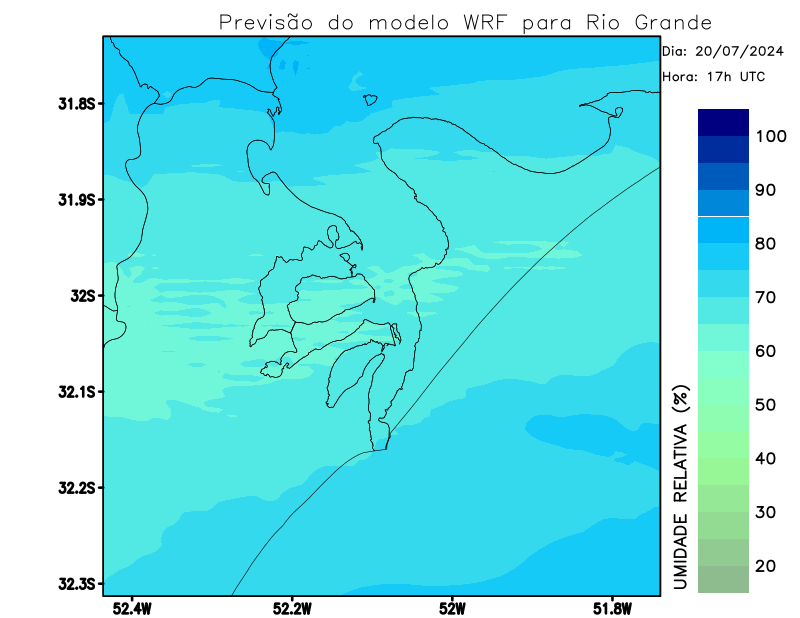 Previsão do modelo WRF para Rio Grande
Dia: 20/07/2024
Hora: 17h UTC
31.8S
31.9S
32S
32.1S
32.2S
32.3S
52.4W
52.2W
52W
51.8W
100
90
80
70
60
50
40
30
20
UMIDADE RELATIVA (%)